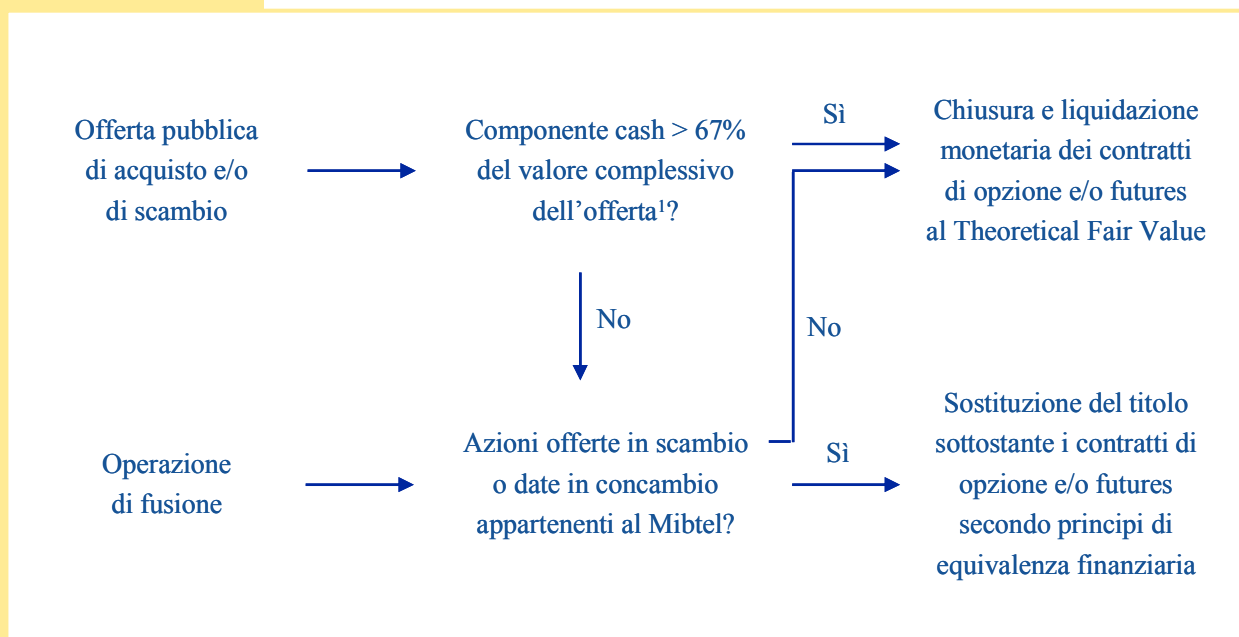 Offerta pubblica
di acquisto e/o
di scambio
Componente cash > 67%
del valore complessivo
dell’offerta¹?
Sì
Chiusura e liquidazione
monetaria dei contratti
di opzione e/o futures
al Theoretical Fair Value
No
No
Operazione
di fusione
Azioni offerte in scambio
o date in concambio
appartenenti al Mibtel?
Sì
Sostituzione del titolo
sottostante i contratti di
opzione e/o futures
secondo principi di
equivalenza finanziaria